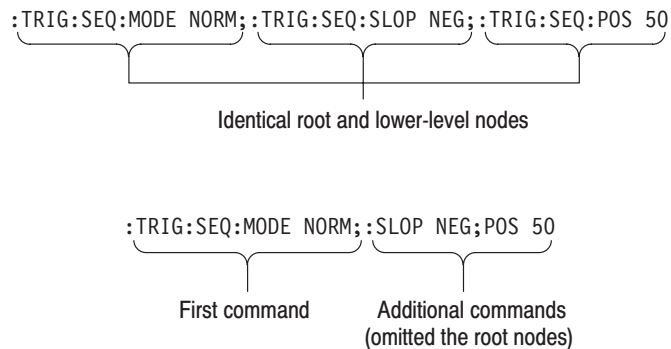 :TRIG:SEQ:MODE NORM;:TRIG:SEQ:SLOP NEG;:TRIG:SEQ:POS 50
Identical root and lower-level nodes
:TRIG:SEQ:MODE NORM;:SLOP NEG;POS 50
First command
Additional commands
(omitted the root nodes)